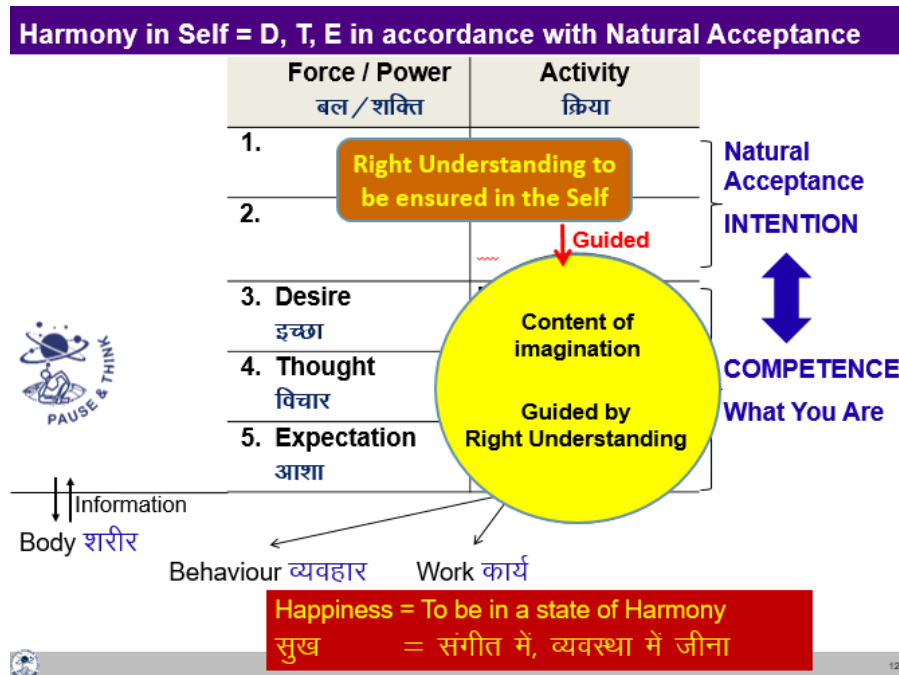 Harmony in Self = D, T, E in accordance with Natural Acceptance
Force / Power
बल / शक्ति
Activity
क्रिया
1.
Right Understanding to
be ensured in the Self
2.
Guided
Natural
Acceptance
INTENTION
3. Desire
इच्छा
4. Thought
विचार
5. Expectation
आशा
Content of
imagination
Guided by
Right Understanding
COMPETENCE
What You Are
PAUSE & THINK
Information
Body शरीर
Behaviour व्यवहार
Work कार्य
Happiness = To be in a state of Harmony
सुख = संगीत में, व्यवस्था में जीना
12